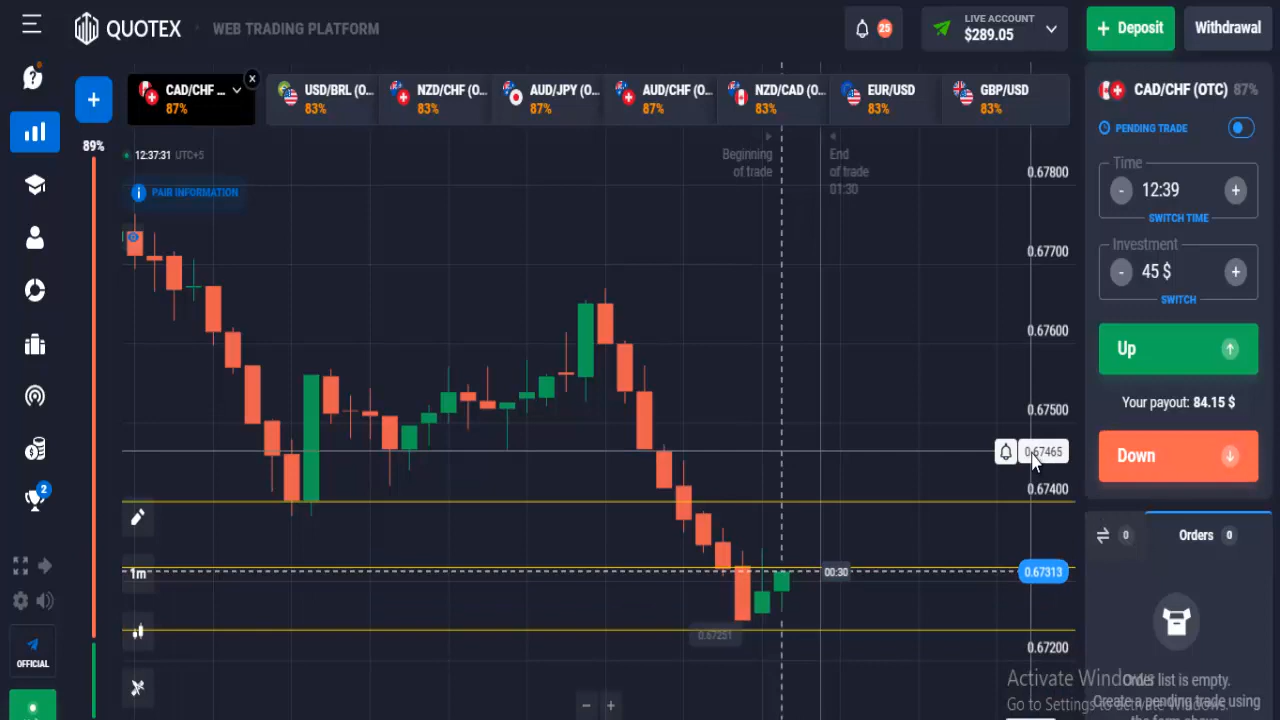 QUOTEX
WEB TRADING PLATFORM
25
LIVE ACCOUNT
$289.05
+ Deposit
Withdrawal
+
CAD/CHF ...
87%
USD/BRL (O...
83%
NZD/CHF (O...
83%
AUD/JPY (O...
87%
AUD/CHF (O...
87%
NZD/CAD (O...
83%
EUR/USD
83%
GBP/USD
83%
CAD/CHF (OTC) 87%
PENDING TRADE
89%
12:37:31 UTC+5
PAIR INFORMATION
Beginning
of trade
End
of trade
01:30
0.67800
0.67700
0.67600
0.67500
0.67465
0.67400
0.67313
0.67200
Time
- 12:39 +
SWITCH TIME
Investment
- 45 $ +
SWITCH
Up
Your payout: 84.15 $
Down
2
1m
00:30
0.67251
0
Orders 0
OFFICIAL
- +
Order list is empty.
Create a pending trade using
the form above
Activate Windows
Go to Settings to activate Windows.